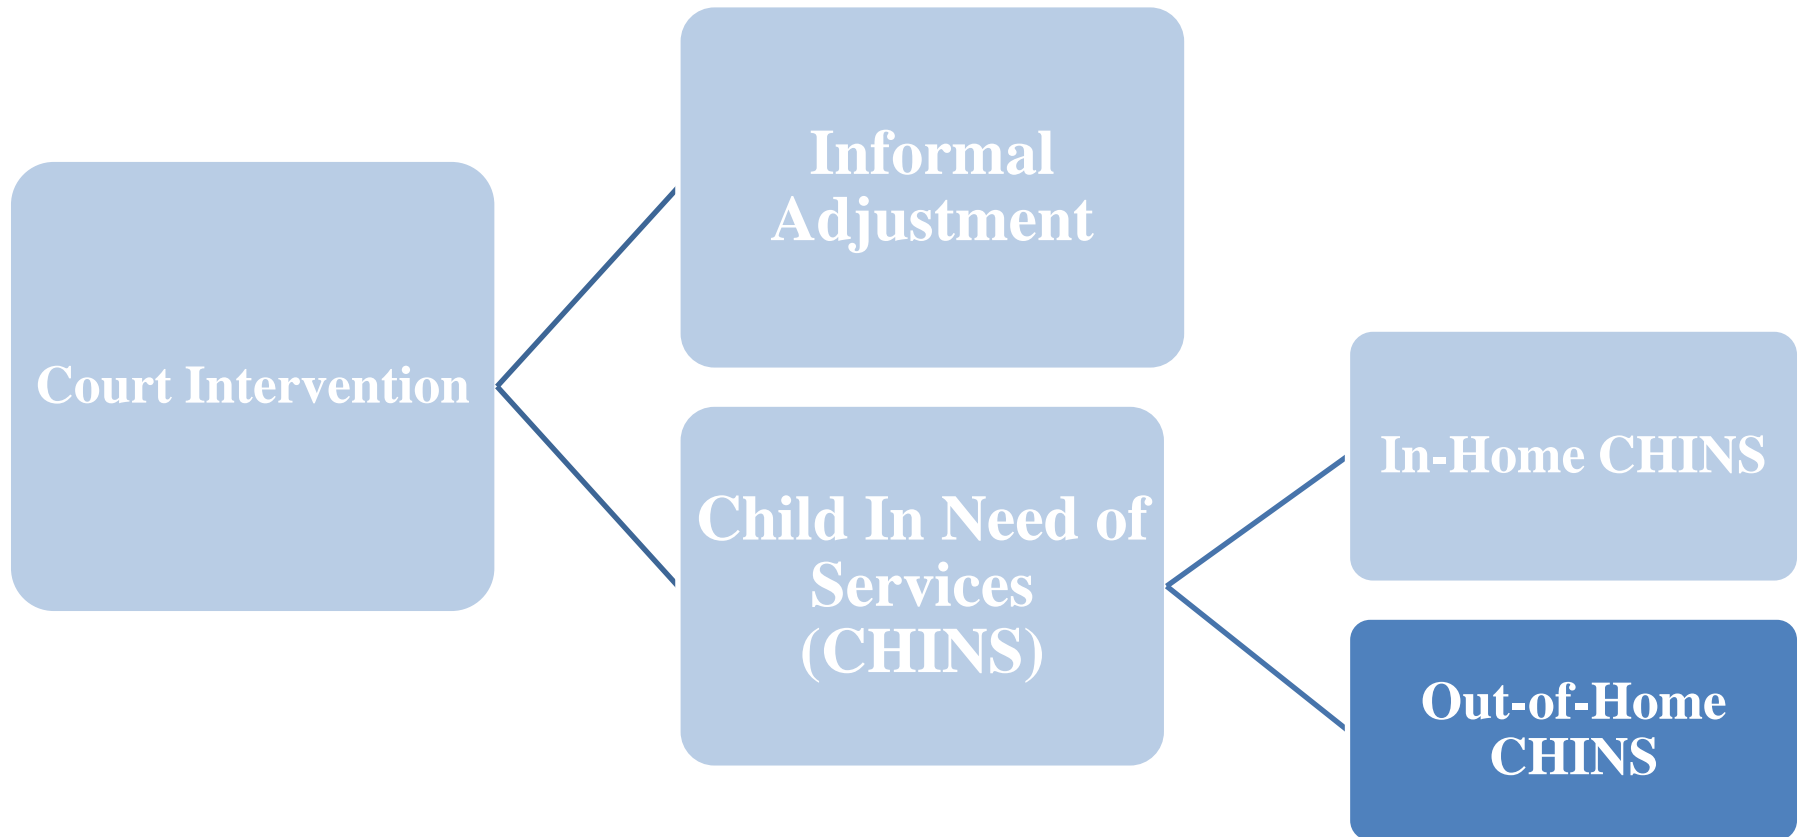 Court Intervention
Informal
Adjustment
Child In Need of
Services
(CHINS)
In-Home CHINS
Out-of-Home
CHINS